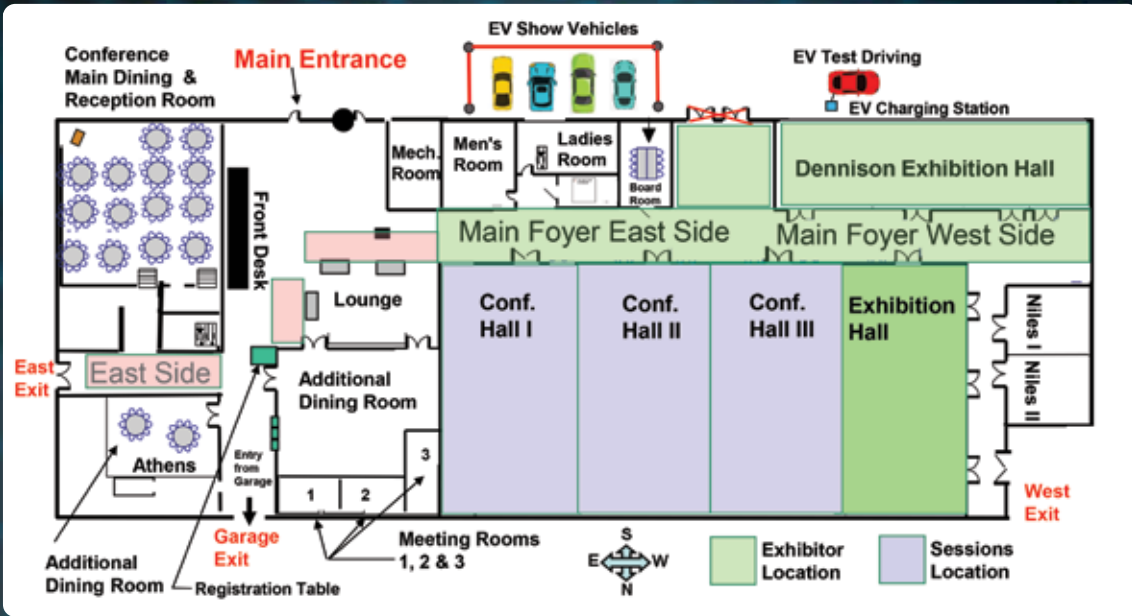 EV Show Vehicles
Conference
Main Dining &
Reception Room
Main Entrance
EV Test Driving
EV Charging Station
Mech.
Room
Men's
Room
Ladies
Room
Board
Room
Dennison Exhibition Hall
Front Desk
Main Foyer East Side
Main Foyer West Side
Lounge
Conf.
Hall I
Conf.
Hall II
Conf.
Hall III
Exhibition
Hall
Niles I
Niles II
East
Exit
East Side
Additional
Dining Room
Athens
Entry
from
Garage
1
2
3
West
Exit
Garage
Exit
Meeting Rooms
1, 2 & 3
Additional
Dining Room
Registration Table
S
E
W
N
Exhibitor
Location
Sessions
Location